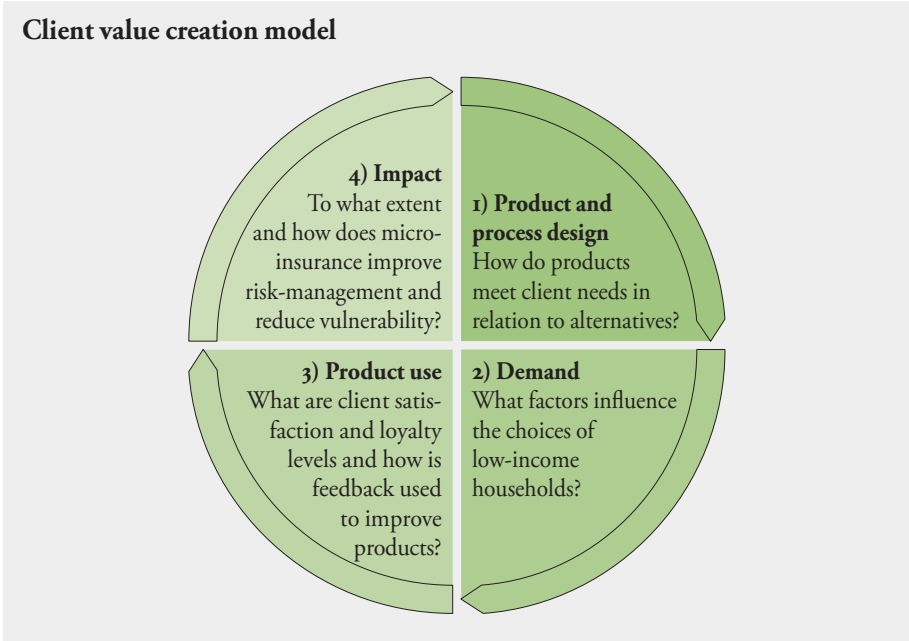 Client value creation model
4) Impact
To what extent
and how does micro-
insurance improve
risk-management and
reduce vulnerability?
1) Product and
process design
How do products
meet client needs in
relation to alternatives?
3) Product use
What are client satis-
faction and loyalty
levels and how is
feedback used
to improve
products?
2) Demand
What factors influence
the choices of
low-income
households?